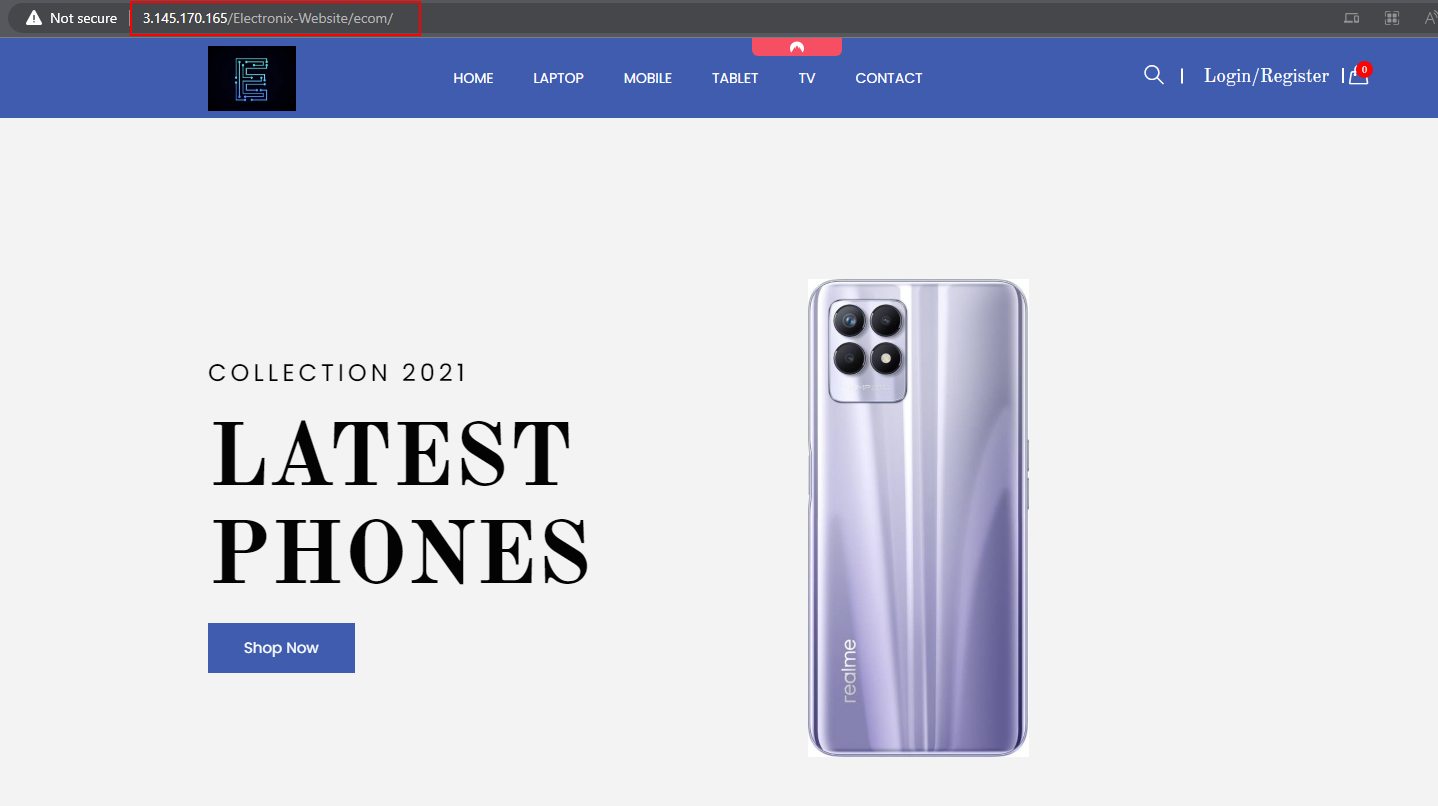 Not secure
3.145.170.165/Electronix-Website/ecom/
HOME LAPTOP MOBILE TABLET TV CONTACT
| Login/Register | 0
COLLECTION 2021
LATEST
PHONES
Shop Now
realme